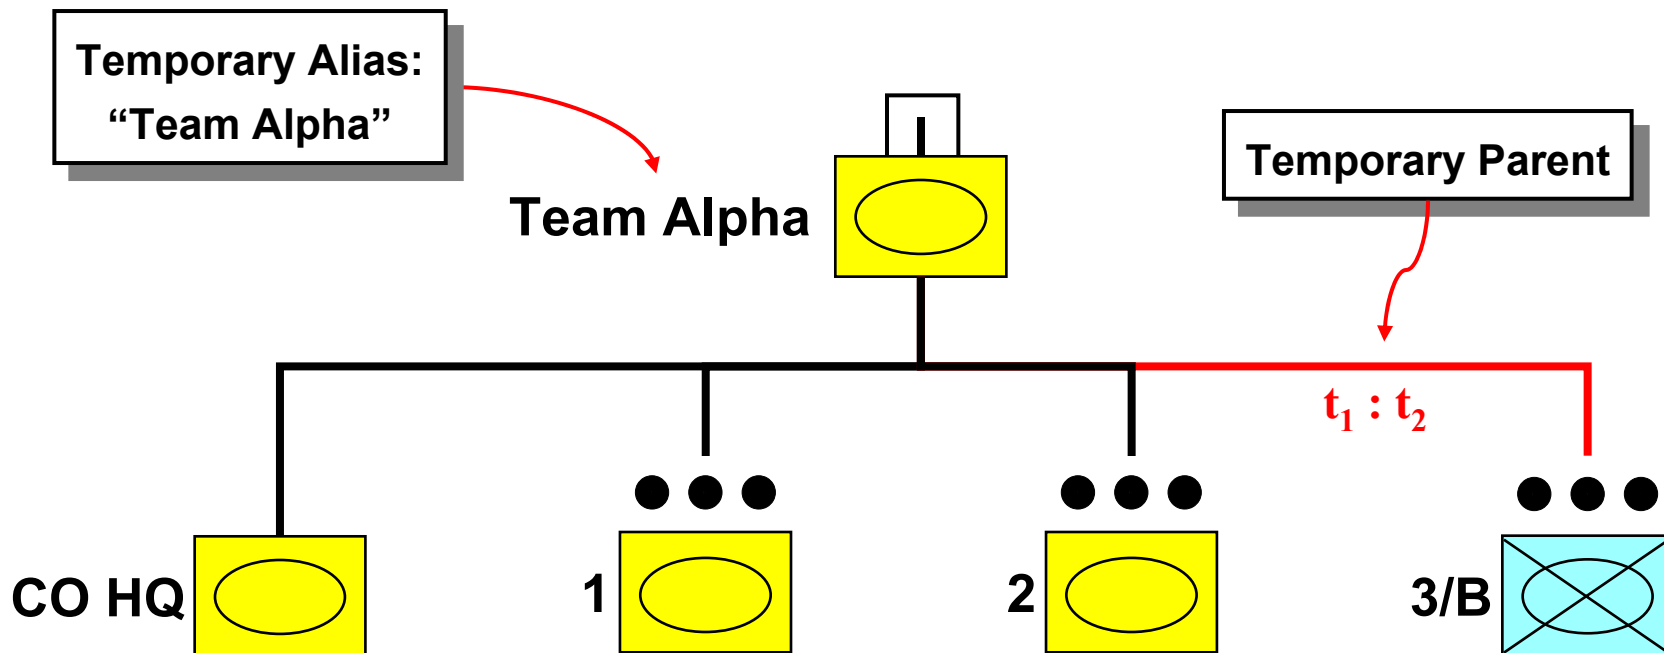 Temporary Alias:
“Team Alpha”
Temporary Parent
Team Alpha
t₁ : t₂
CO HQ
1
2
3/B